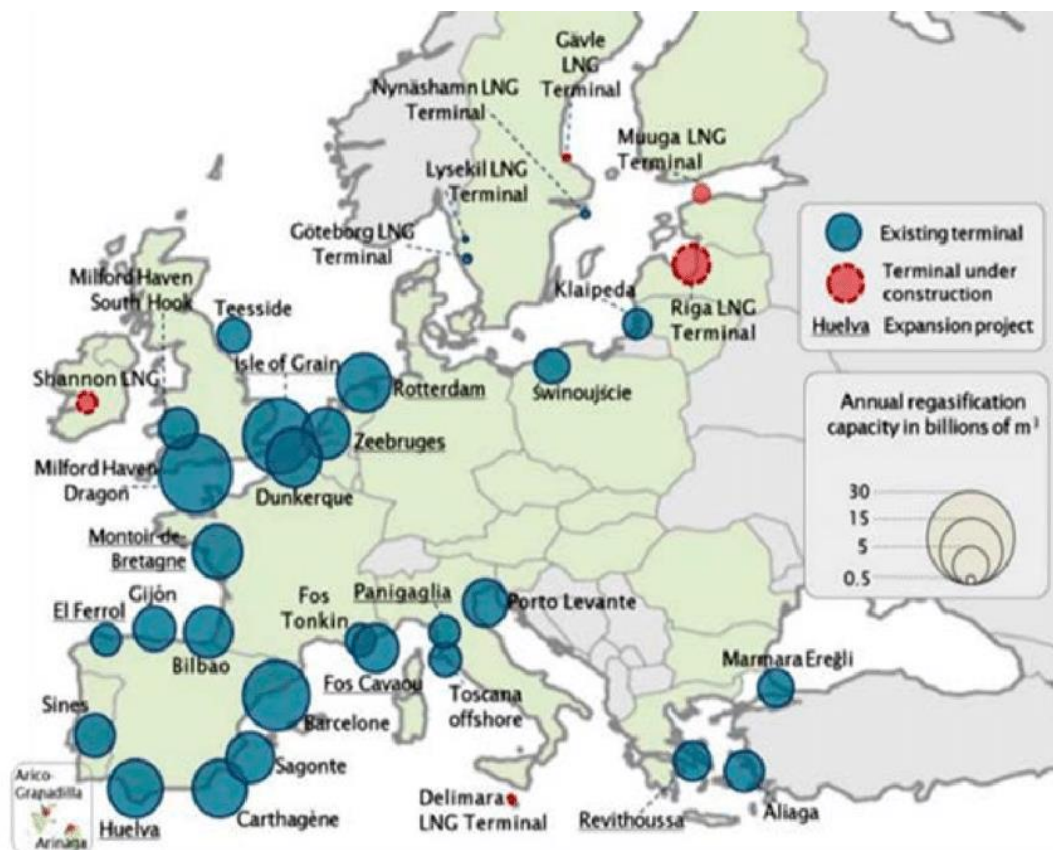 Gävle
LNG
Terminal
Nynäshamn LNG
Terminal
Muuga LNG
Terminal
Lysekil LNG
Terminal
Göteborg LNG
Terminal
Milford Haven
South Hook
Teesside
Klaipeda
Riga LNG
Terminal
Existing terminal
Terminal under
construction
Huelva Expansion project
Isle of Grain
Shannon LNG
Rotterdam
Świnoujście
Zeebruges
Milford Haven
Dragon
Dunkerque
Annual regasification
capacity in billions of m³
30
15
5
0.5
Montoir-de-
Bretagne
Gijón
El Ferrol
Bilbao
Fos
Tonkin
Panigaglia
Porto Levante
Fos Cavaou
Toscana
offshore
Marmara Ereğli
Sines
Barcelone
Sagonte
Arico-
Granadilla
Arinaga
Huelva
Carthagène
Delimara
LNG Terminal
Revithoussa
Aliaga